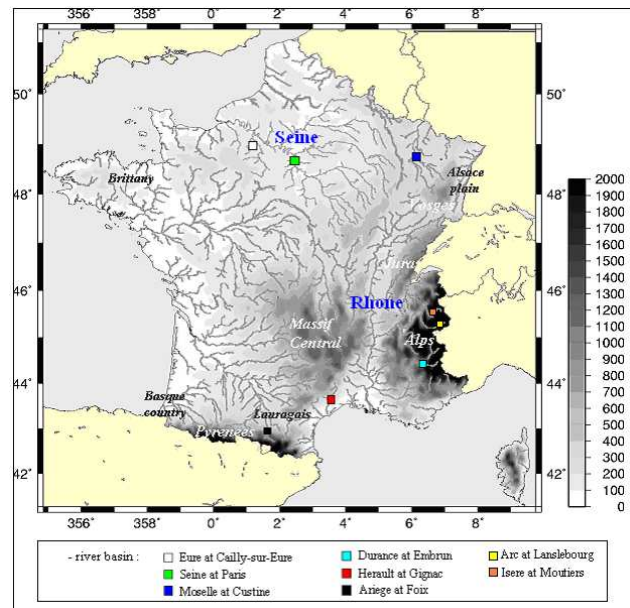 356° 358° 0° 2° 4° 6° 8°
50° 50°
48° 48°
46° 46°
44° 44°
42° 42°
356° 358° 0° 2° 4° 6° 8°
Seine
Brittany
Alsace
plain
Vosges
Jura
Rhone
Massif
Central
Alps
Basque
country
Lauragais
Pyrenees
2000
1900
1800
1700
1600
1500
1400
1300
1200
1100
1000
900
800
700
600
500
400
300
200
100
0
- river basin :
Eure at Cailly-sur-Eure
Seine at Paris
Moselle at Custine
Durance at Embrun
Herault at Gignac
Ariege at Foix
Arc at Lanslebourg
Isere at Moutiers